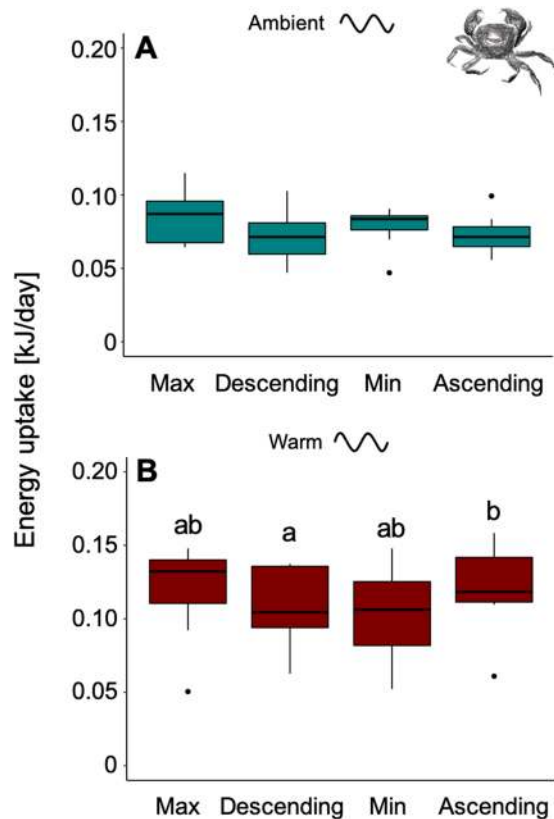 Energy uptake [kJ/day]
A
Ambient
0.20
0.15
0.10
0.05
0
Max Descending Min Ascending
B
Warm
0.20
0.15
0.10
0.05
0
ab a ab b
Max Descending Min Ascending